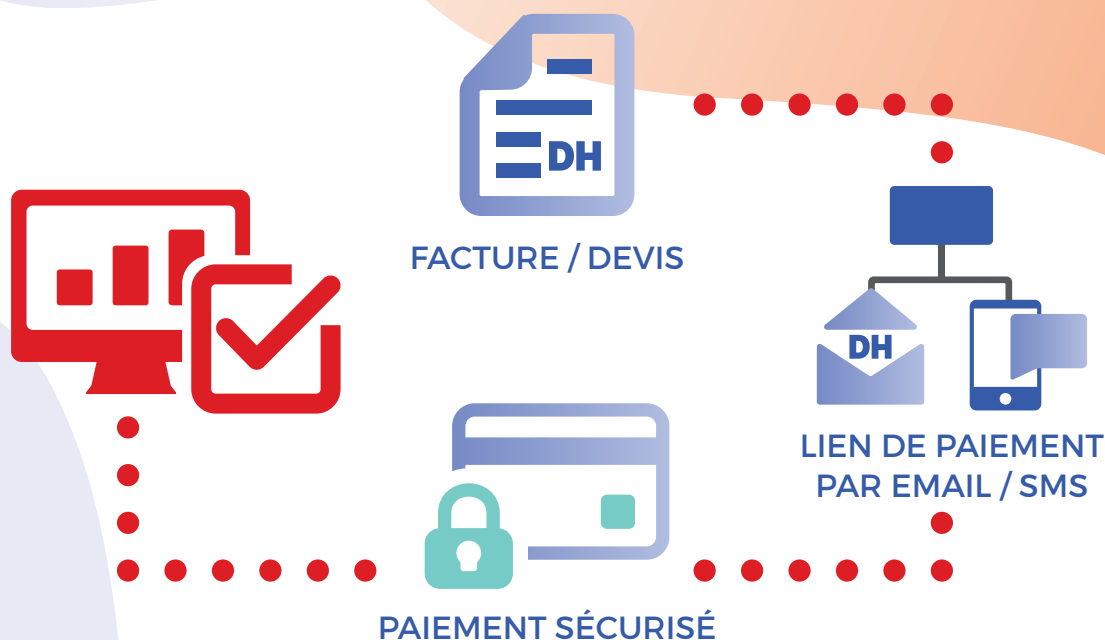 DH
FACTURE / DEVIS
DH
LIEN DE PAIEMENT
PAR EMAIL / SMS
PAIEMENT SÉCURISÉ